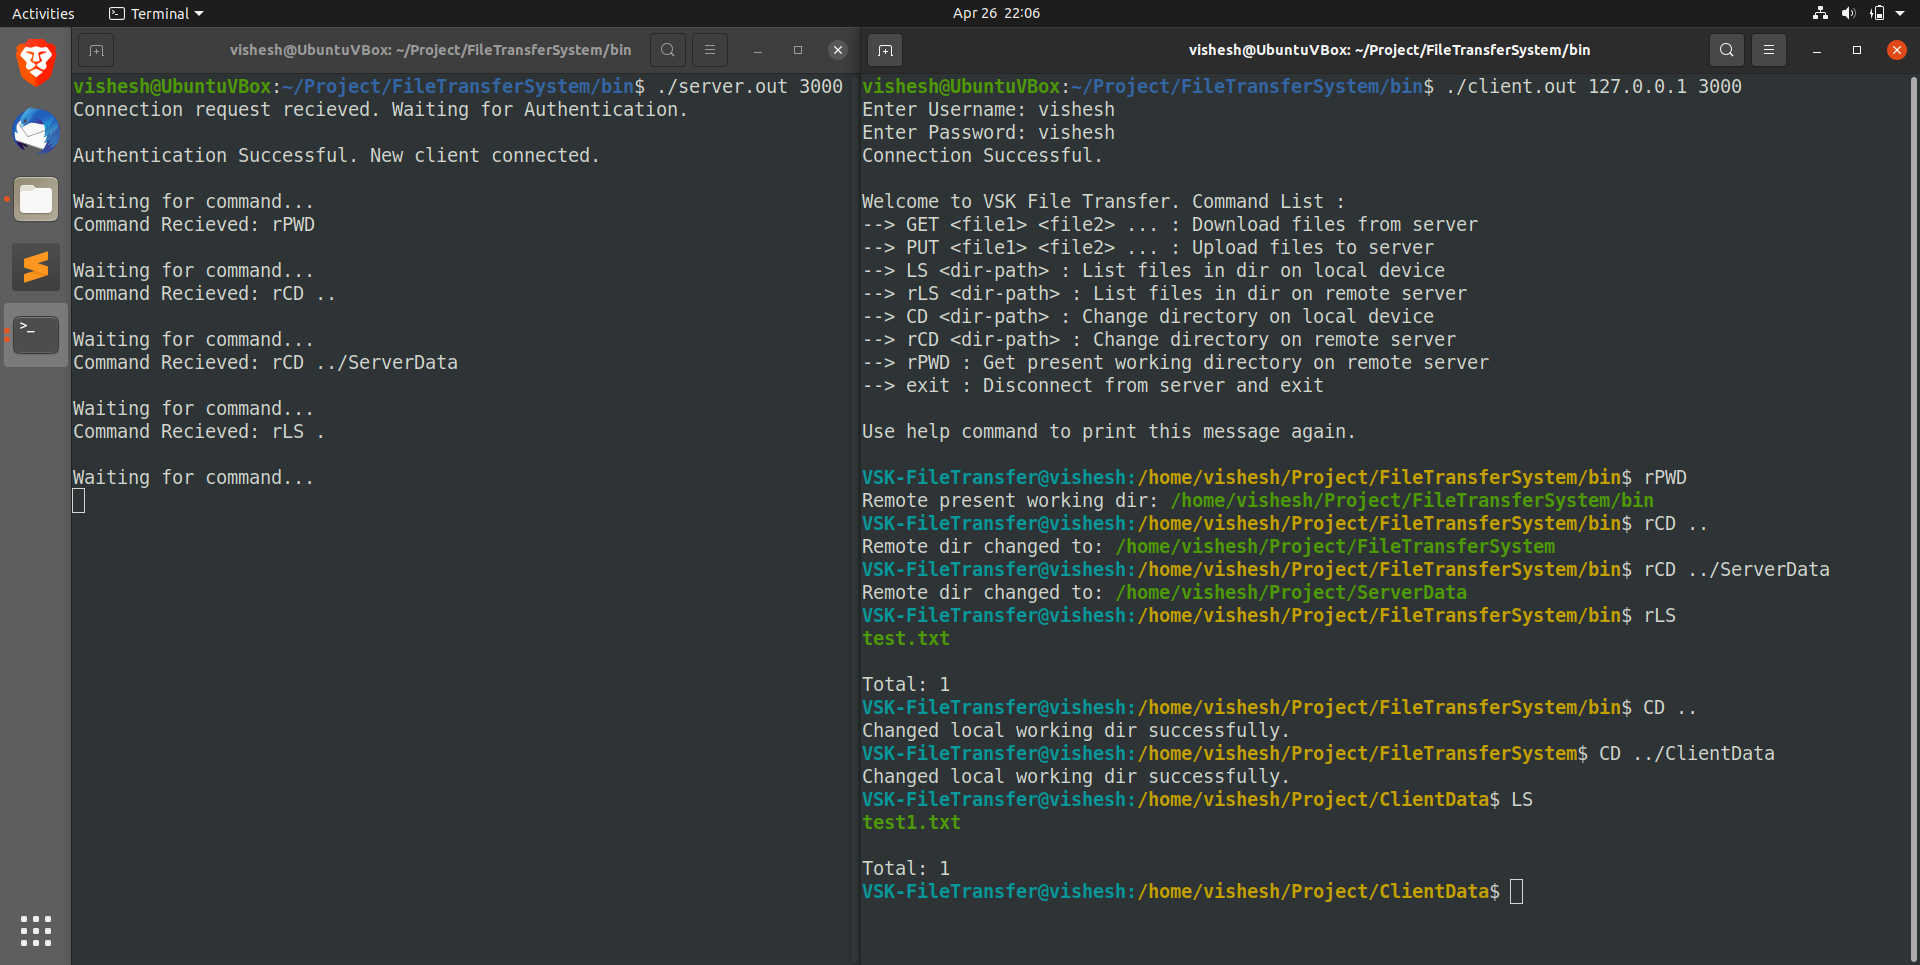 Activities
Terminal
Apr 26 22:06
vishesh@UbuntuVBox: ~/Project/FileTransferSystem/bin
vishesh@UbuntuVBox:~/Project/FileTransferSystem/bin$ ./server.out 3000
Connection request recieved. Waiting for Authentication.
Authentication Successful. New client connected.
Waiting for command...
Command Recieved: rPWD
Waiting for command...
Command Recieved: rCD ..
Waiting for command...
Command Recieved: rCD ../ServerData
Waiting for command...
Command Recieved: rLS .
Waiting for command...
>_
vishesh@UbuntuVBox: ~/Project/FileTransferSystem/bin
vishesh@UbuntuVBox:~/Project/FileTransferSystem/bin$ ./client.out 127.0.0.1 3000
Enter Username: vishesh
Enter Password: vishesh
Connection Successful.
Welcome to VSK File Transfer. Command List :
--> GET <file1> <file2> ... : Download files from server
--> PUT <file1> <file2> ... : Upload files to server
--> LS <dir-path> : List files in dir on local device
--> rLS <dir-path> : List files in dir on remote server
--> CD <dir-path> : Change directory on local device
--> rCD <dir-path> : Change directory on remote server
--> rPWD : Get present working directory on remote server
--> exit : Disconnect from server and exit
Use help command to print this message again.
VSK-FileTransfer@vishesh:/home/vishesh/Project/FileTransferSystem/bin$ rPWD
Remote present working dir: /home/vishesh/Project/FileTransferSystem/bin
VSK-FileTransfer@vishesh:/home/vishesh/Project/FileTransferSystem/bin$ rCD ..
Remote dir changed to: /home/vishesh/Project/FileTransferSystem
VSK-FileTransfer@vishesh:/home/vishesh/Project/FileTransferSystem/bin$ rCD ../ServerData
Remote dir changed to: /home/vishesh/Project/ServerData
VSK-FileTransfer@vishesh:/home/vishesh/Project/FileTransferSystem/bin$ rLS
test.txt
Total: 1
VSK-FileTransfer@vishesh:/home/vishesh/Project/FileTransferSystem/bin$ CD ..
Changed local working dir successfully.
VSK-FileTransfer@vishesh:/home/vishesh/Project/FileTransferSystem$ CD ../ClientData
Changed local working dir successfully.
VSK-FileTransfer@vishesh:/home/vishesh/Project/ClientData$ LS
test1.txt
Total: 1
VSK-FileTransfer@vishesh:/home/vishesh/Project/ClientData$